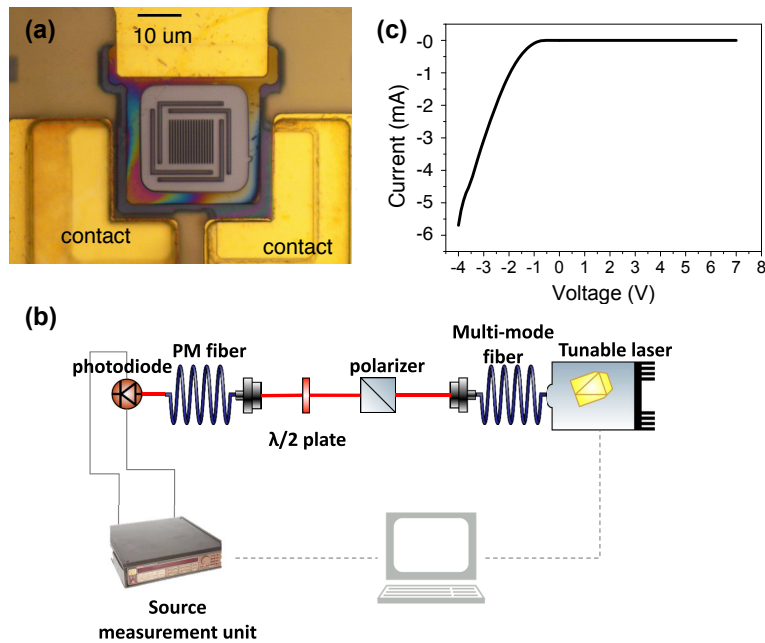 (a)
10 um
contact
contact
(c)
-0
-1
-2
-3
-4
-5
-6
Current (mA)
-4 -3 -2 -1 0 1 2 3 4 5 6 7 8
Voltage (V)
(b)
photodiode
PM fiber
λ/2 plate
polarizer
Multi-mode
fiber
Tunable laser
Source
measurement unit